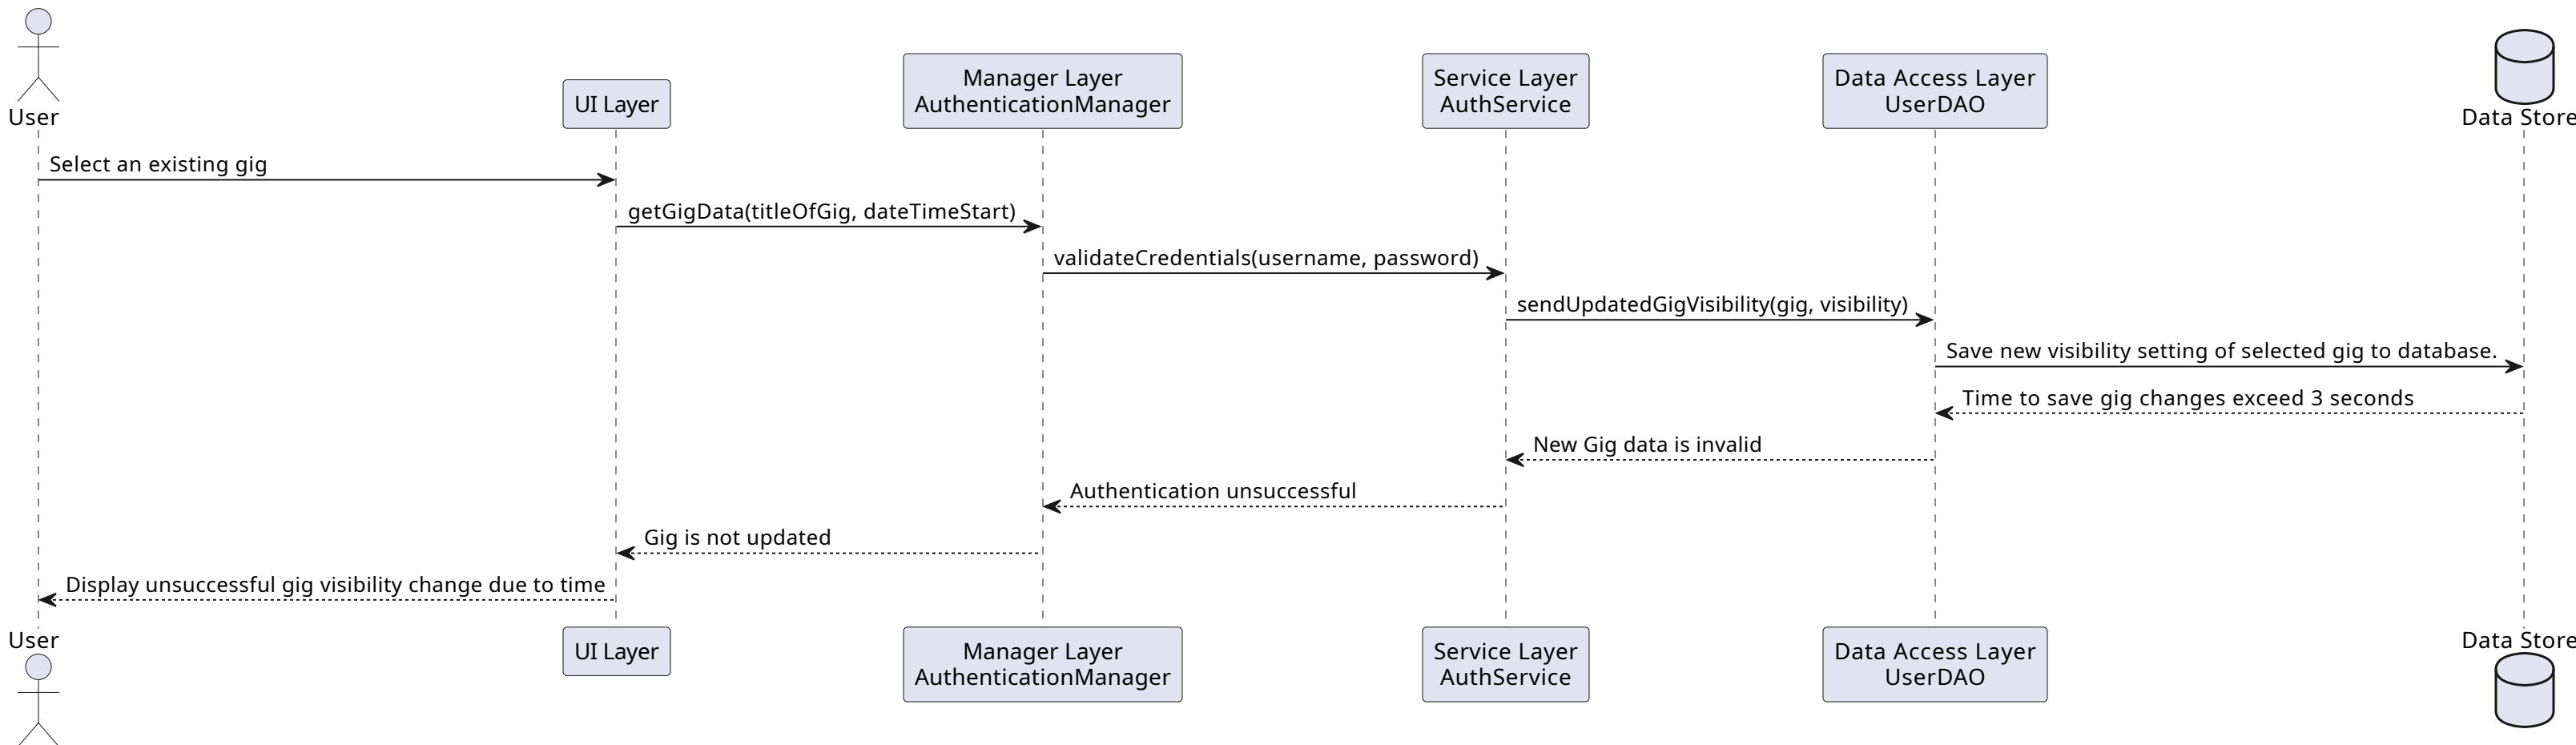 User
UI Layer
Manager Layer
AuthenticationManager
Service Layer
AuthService
Data Access Layer
UserDAO
Data Store
Select an existing gig
getGigData(titleOfGig, dateTimeStart)
validateCredentials(username, password)
sendUpdatedGigVisibility(gig, visibility)
Save new visibility setting of selected gig to database.
Time to save gig changes exceed 3 seconds
New Gig data is invalid
Authentication unsuccessful
Gig is not updated
Display unsuccessful gig visibility change due to time
User
UI Layer
Manager Layer
AuthenticationManager
Service Layer
AuthService
Data Access Layer
UserDAO
Data Store